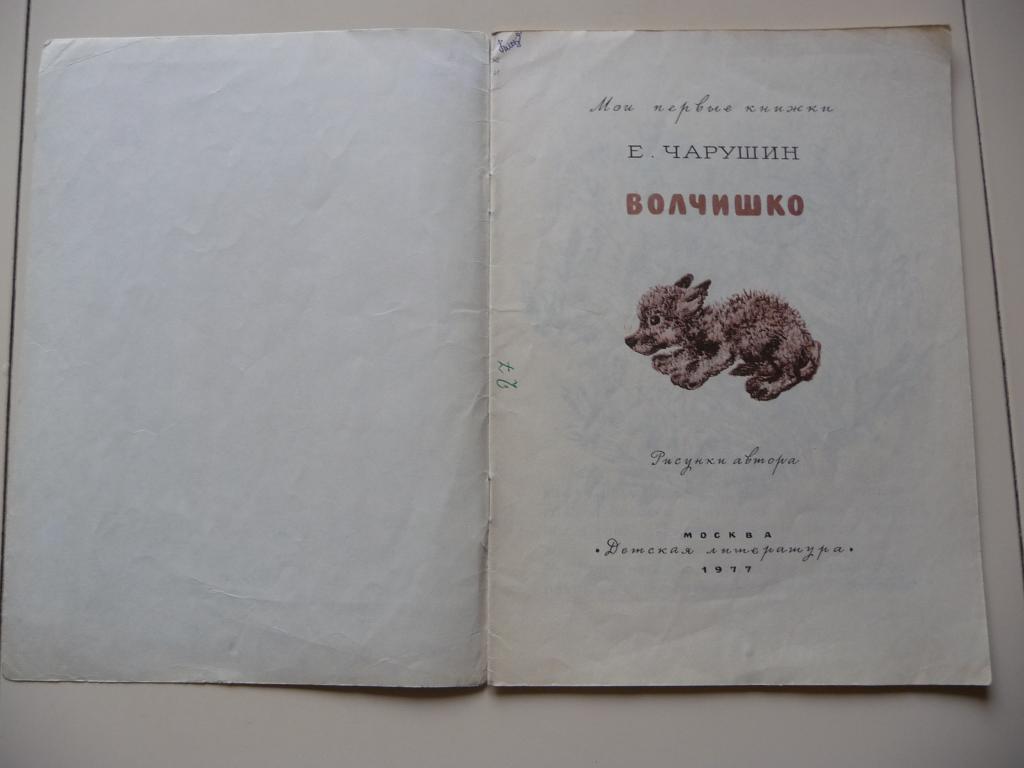 Мои первые книжки
Е. ЧАРУШИН
ВОЛЧИШКО
Рисунки автора
МОСКВА
«Детская литература»
1977